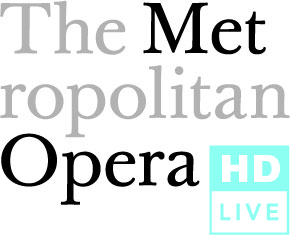 The Met
ropolitan
Opera HD
LIVE